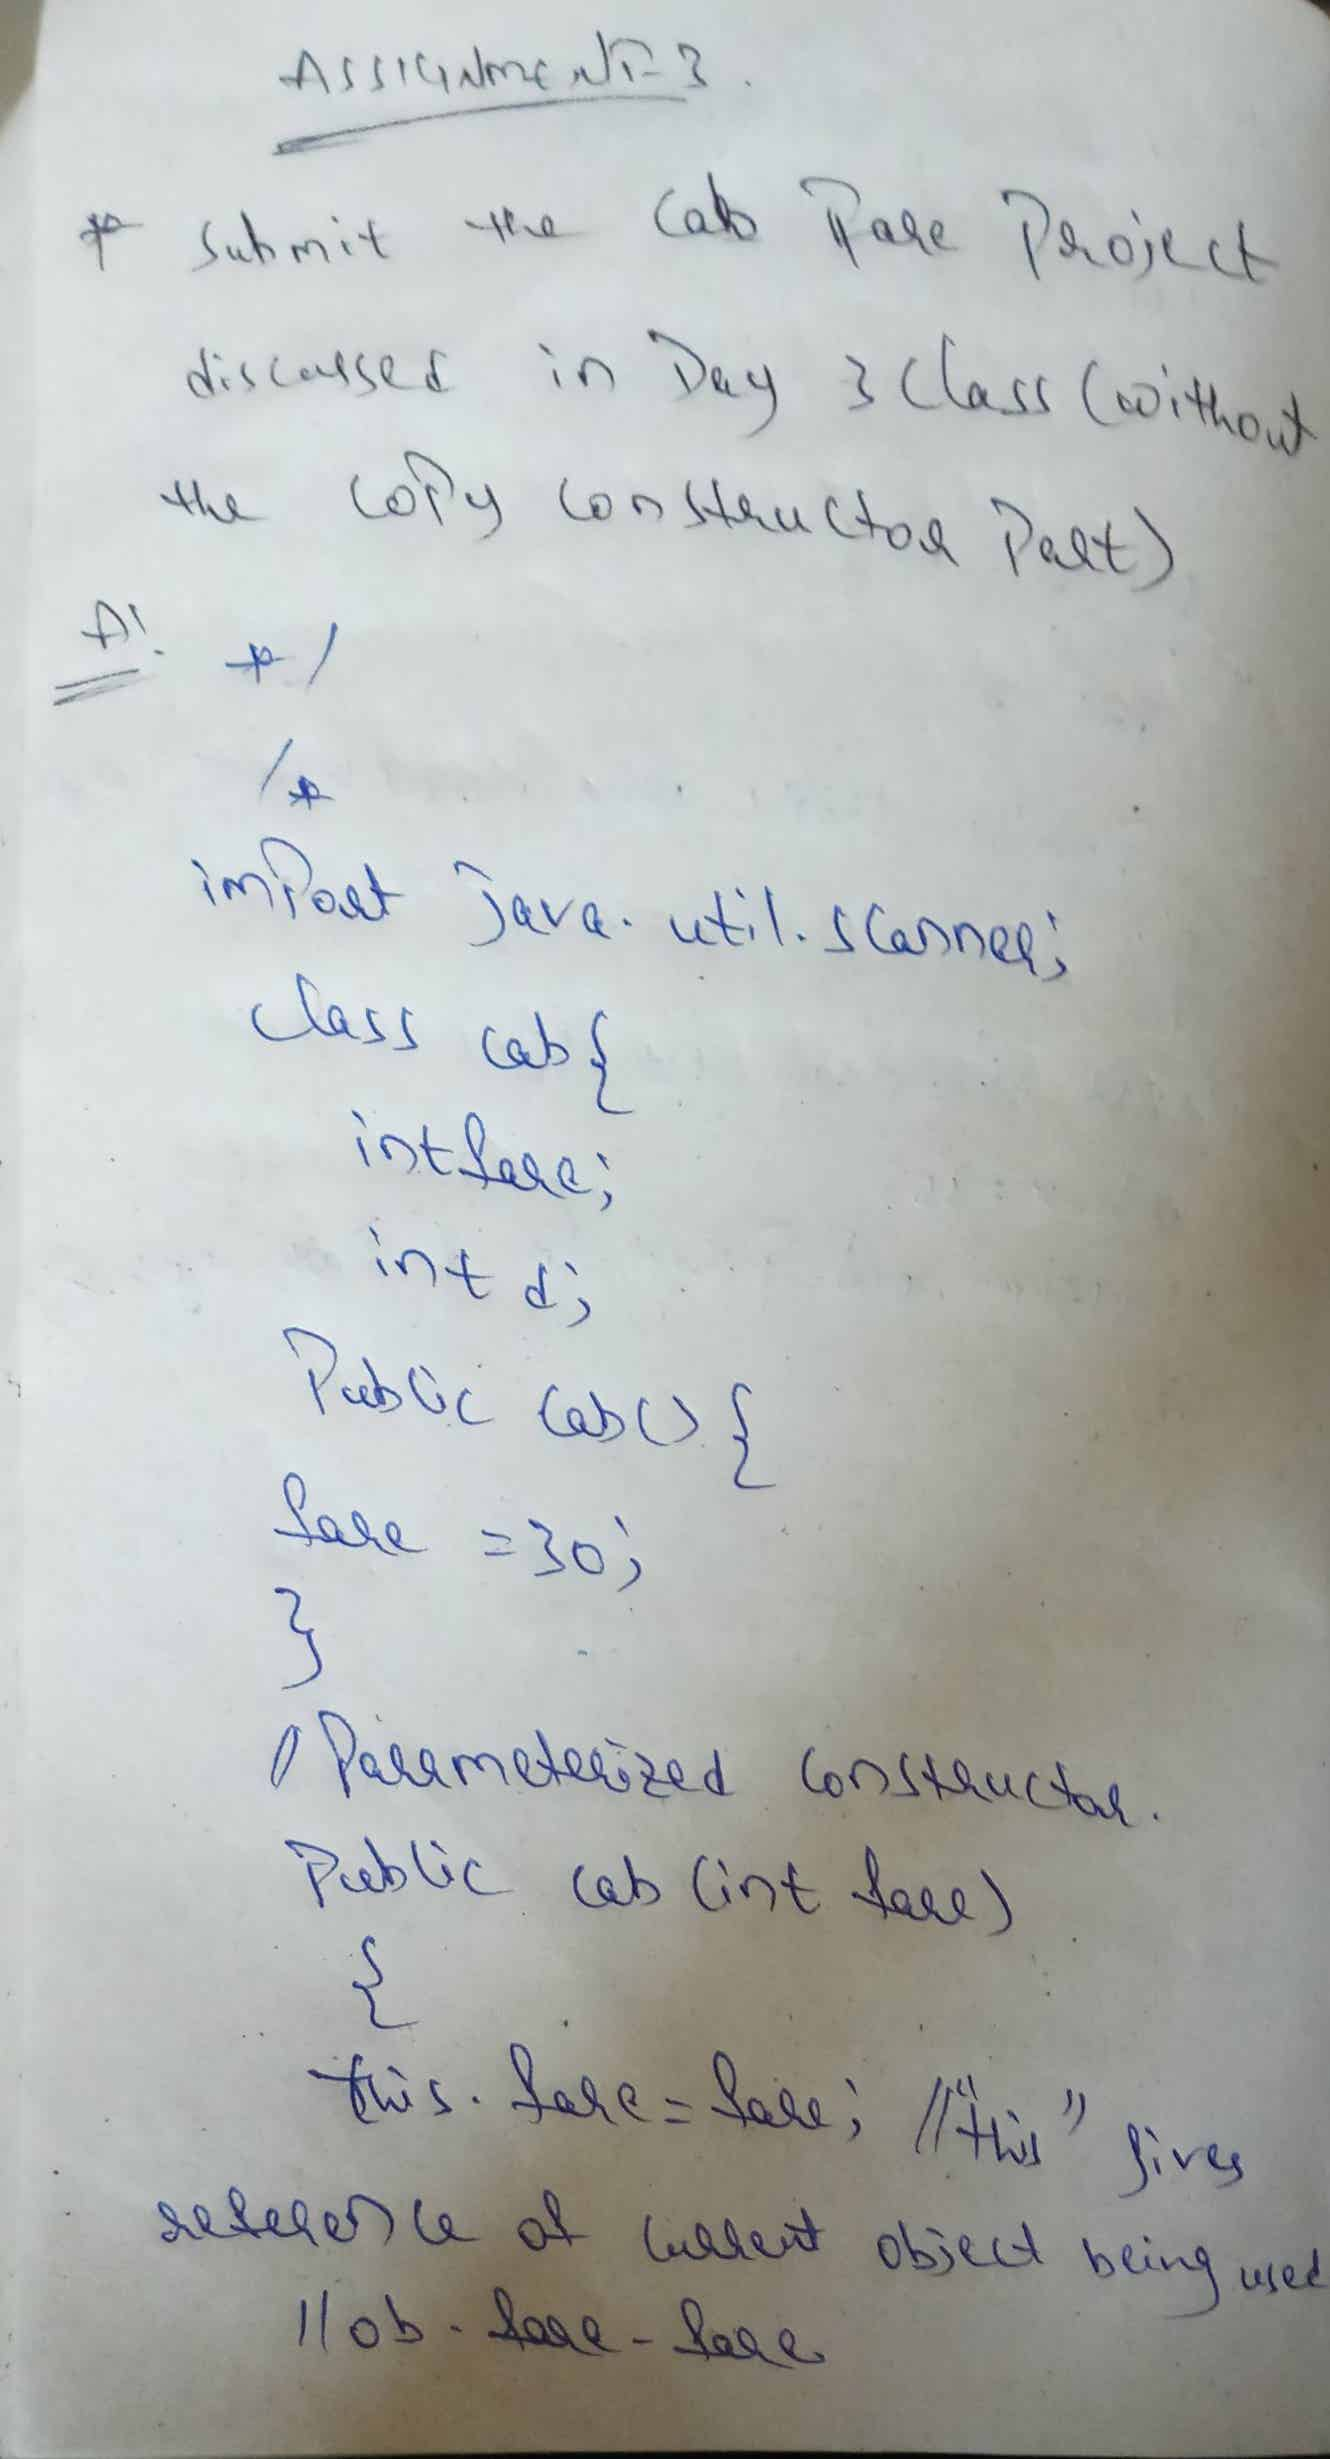 ASSIGNMENT-3.
* Submit the Cab Fare Project
discussed in Day 3 Class (without
the copy constructor Part)
A:
*/
/*
import java.util.scanner;
class cab{
int fare;
int d;
Public cab() {
fare =30;
}
/ Parameterized constructor.
Public cab (int fare)
{
this. fare = fare; //"this" gives
reference of current object being used
//ob. fare - fare